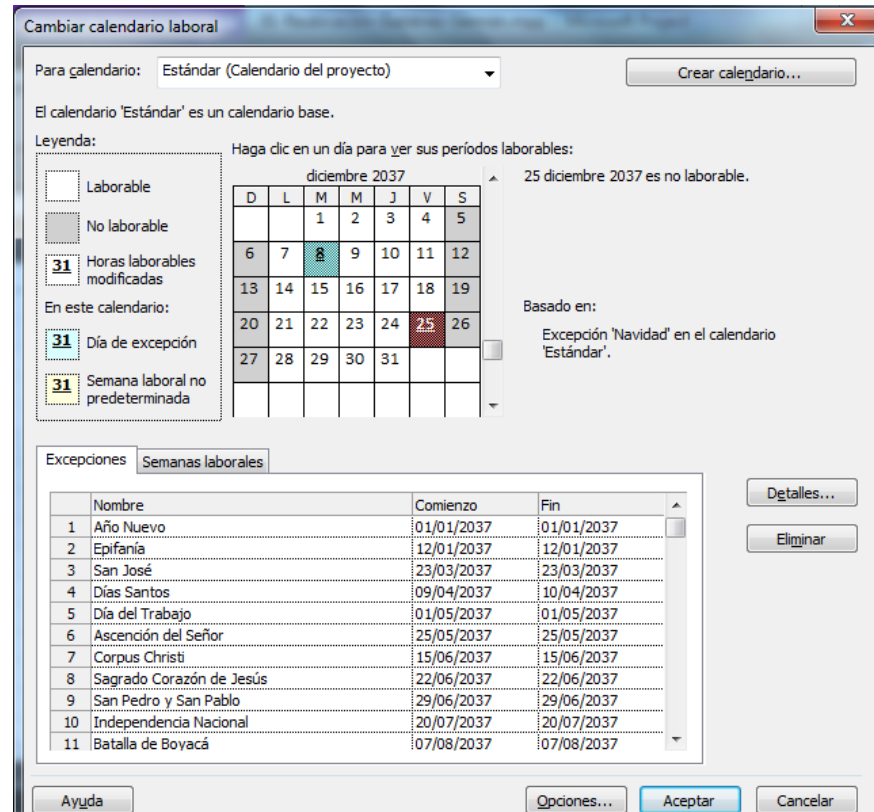 Cambiar calendario laboral
Para calendario: Estándar (Calendario del proyecto) Crear calendario...
El calendario 'Estándar' es un calendario base.
Leyenda:
Haga clic en un día para ver sus períodos laborables:
Laborable
No laborable
31 Horas laborables
modificadas
En este calendario:
31 Día de excepción
31 Semana laboral no
predeterminada
diciembre 2037
D L M M J V S
1 2 3 4 5
6 7 8 9 10 11 12
13 14 15 16 17 18 19
20 21 22 23 24 25 26
27 28 29 30 31
25 diciembre 2037 es no laborable.
Basado en:
Excepción 'Navidad' en el calendario
'Estándar'.
Excepciones Semanas laborales
Nombre Comienzo Fin
1 Año Nuevo 01/01/2037 01/01/2037
2 Epifanía 12/01/2037 12/01/2037
3 San José 23/03/2037 23/03/2037
4 Días Santos 09/04/2037 10/04/2037
5 Día del Trabajo 01/05/2037 01/05/2037
6 Ascención del Señor 25/05/2037 25/05/2037
7 Corpus Christi 15/06/2037 15/06/2037
8 Sagrado Corazón de Jesús 22/06/2037 22/06/2037
9 San Pedro y San Pablo 29/06/2037 29/06/2037
10 Independencia Nacional 20/07/2037 20/07/2037
11 Batalla de Boyacá 07/08/2037 07/08/2037
Detalles...
Eliminar
Ayuda Opciones... Aceptar Cancelar